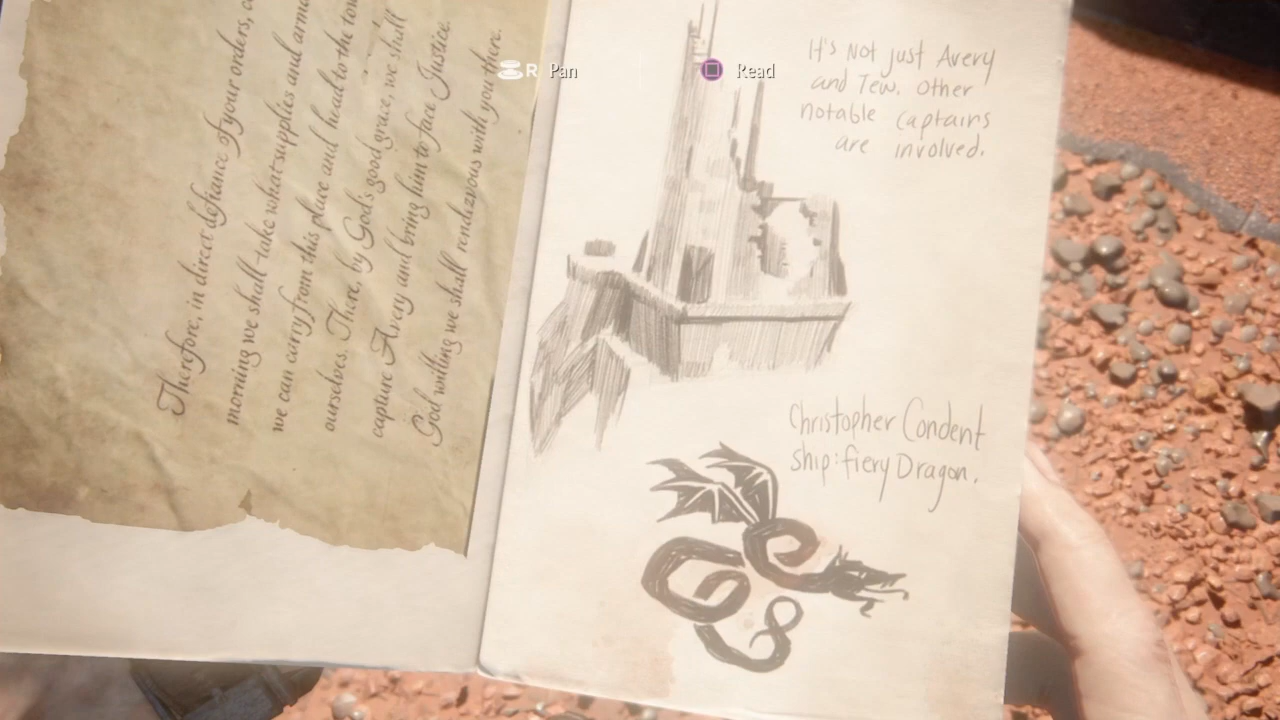 R Pan
Read
Therefore, in direct defiance of your orders,
morning we shall take what supplies and
we can carry from this place and head to the
ourselves. There, by God's good grace, we shall
capture Avery and bring him to face Justice.
God willing we shall rendezvous with you there.
It's Not just Avery
and Tew. Other
notable captains
are involved.
Christopher Condent
ship: fiery Dragon.